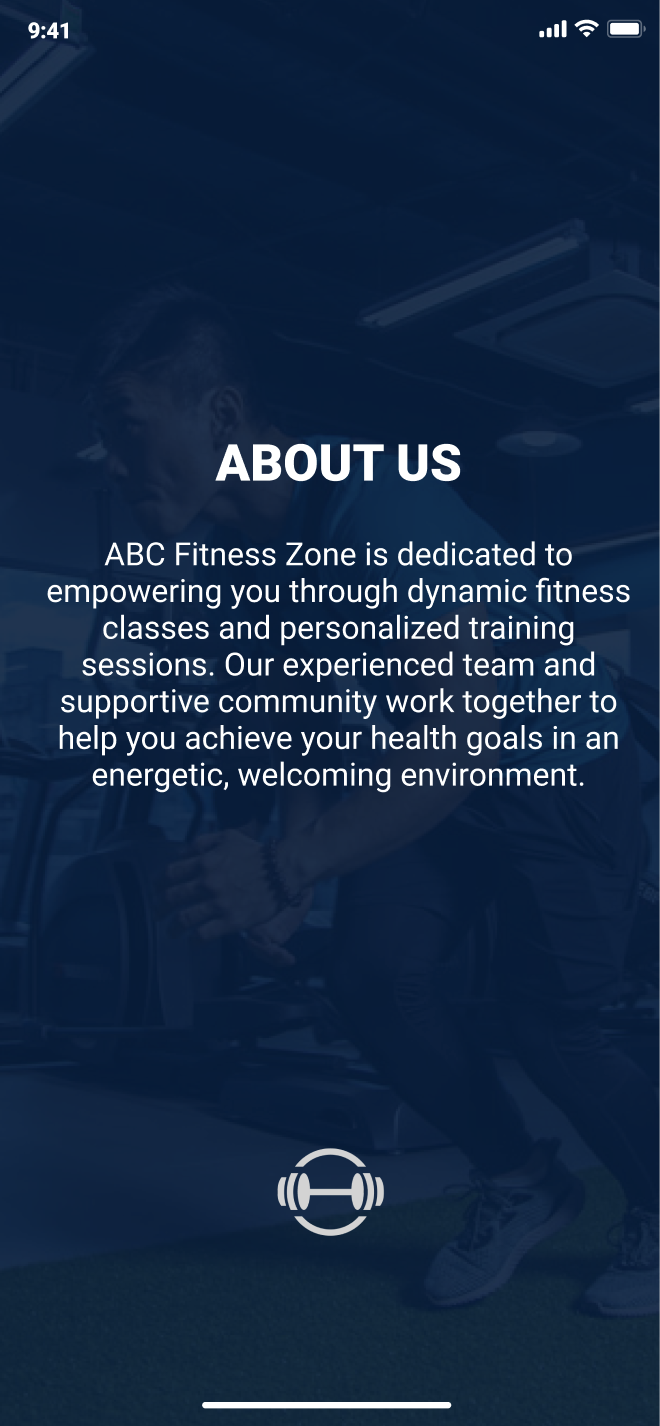 9:41
ABOUT US
ABC Fitness Zone is dedicated to
empowering you through dynamic fitness
classes and personalized training
sessions. Our experienced team and
supportive community work together to
help you achieve your health goals in an
energetic, welcoming environment.